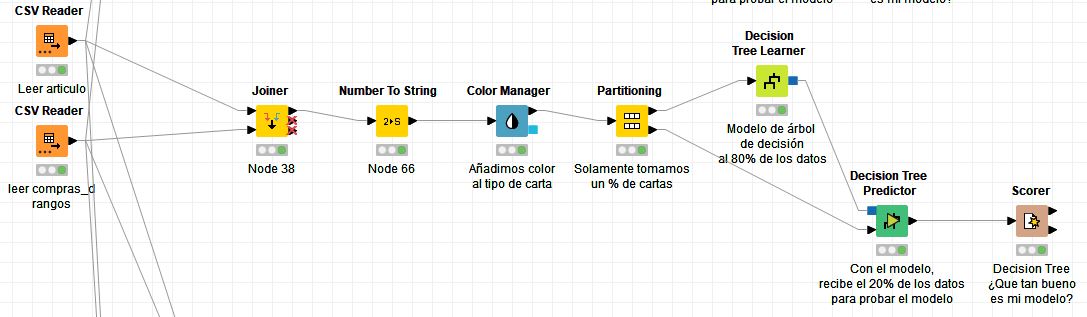 para probar el modelo
es mi modelo?
CSV Reader
Leer articulo
CSV Reader
leer compras_d
rangos
Joiner
Node 38
Number To String
2▸S
Node 66
Color Manager
Añadimos color
al tipo de carta
Partitioning
Solamente tomamos
un % de cartas
Decision
Tree Learner
Modelo de árbol
de decisión
al 80% de los datos
Decision Tree
Predictor
Con el modelo,
recibe el 20% de los datos
para probar el modelo
Scorer
Decision Tree
¿Que tan bueno
es mi modelo?